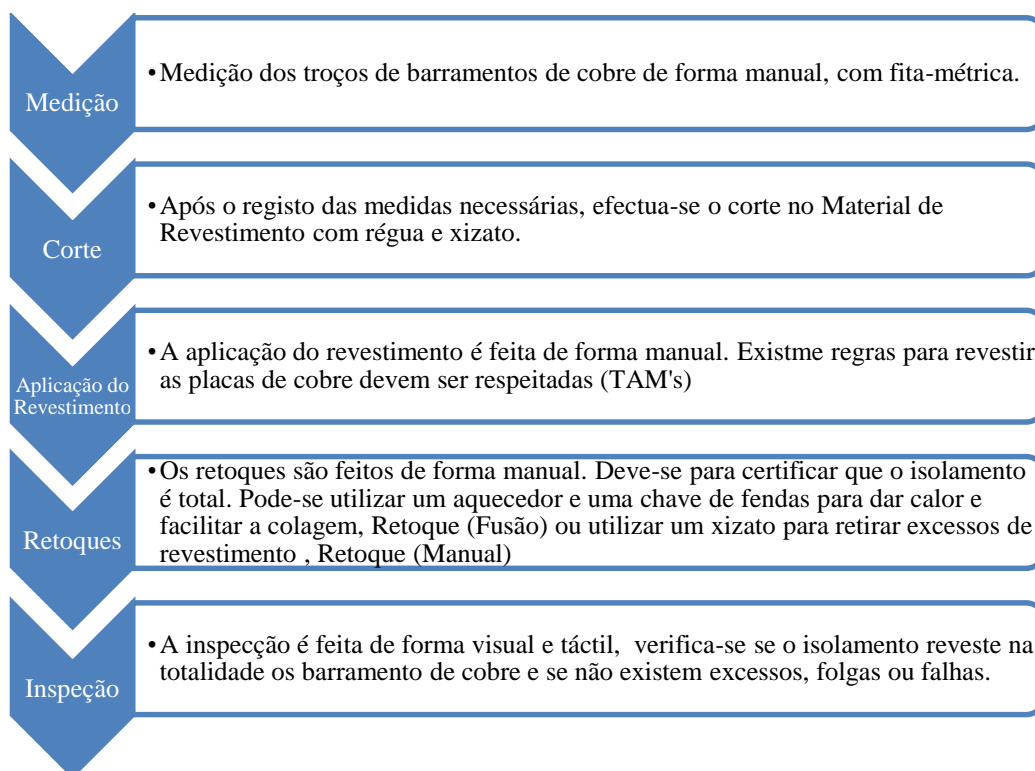 Medição
•Medição dos troços de barramentos de cobre de forma manual, com fita-métrica.
Corte
•Após o registo das medidas necessárias, efectua-se o corte no Material de
Revestimento com régua e xizato.
Aplicação do
Revestimento
•A aplicação do revestimento é feita de forma manual. Existme regras para revestir
as placas de cobre devem ser respeitadas (TAM's)
Retoques
•Os retoques são feitos de forma manual. Deve-se para certificar que o isolamento
é total. Pode-se utilizar um aquecedor e uma chave de fendas para dar calor e
facilitar a colagem, Retoque (Fusão) ou utilizar um xizato para retirar excessos de
revestimento , Retoque (Manual)
Inspeção
•A inspecção é feita de forma visual e táctil, verifica-se se o isolamento reveste na
totalidade os barramento de cobre e se não existem excessos, folgas ou falhas.